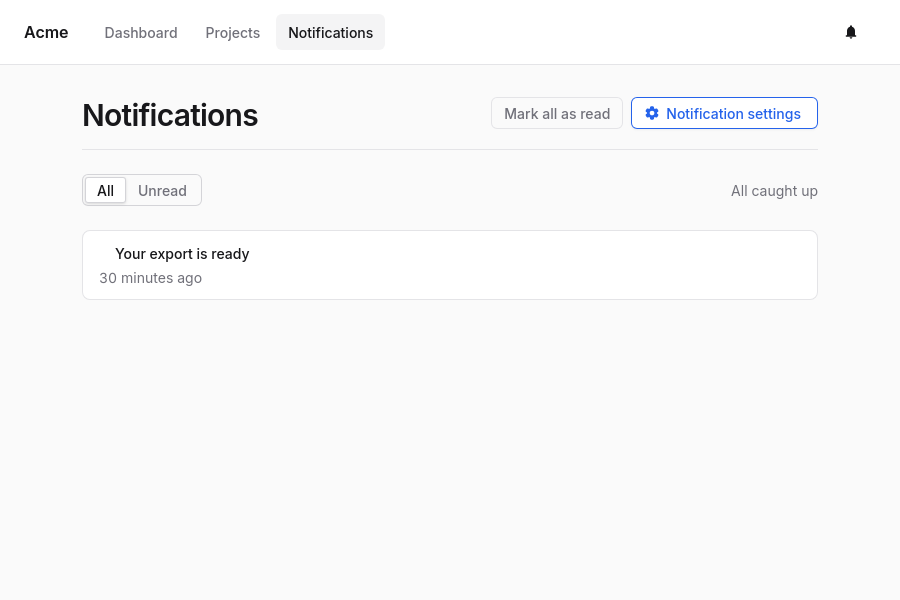 Acme Dashboard Projects Notifications
Notifications
Mark all as read Notification settings
All Unread
All caught up
Your export is ready
30 minutes ago